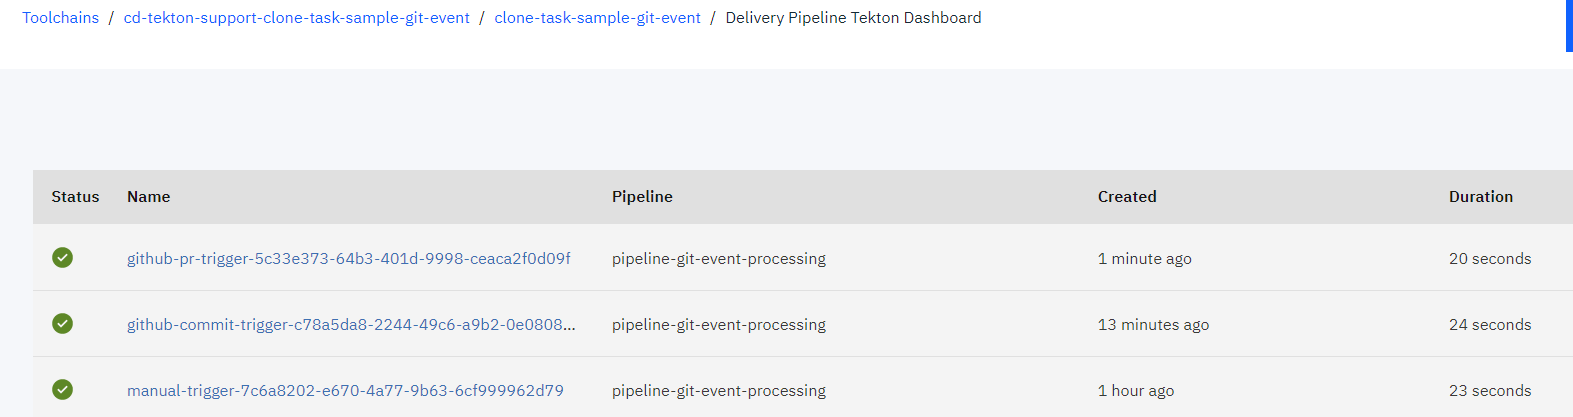 Toolchains / cd-tekton-support-clone-task-sample-git-event / clone-task-sample-git-event / Delivery Pipeline Tekton Dashboard
Status Name Pipeline Created Duration
github-pr-trigger-5c33e373-64b3-401d-9998-ceaca2f0d09f pipeline-git-event-processing 1 minute ago 20 seconds
github-commit-trigger-c78a5da8-2244-49c6-a9b2-0e0808... pipeline-git-event-processing 13 minutes ago 24 seconds
manual-trigger-7c6a8202-e670-4a77-9b63-6cf999962d79 pipeline-git-event-processing 1 hour ago 23 seconds